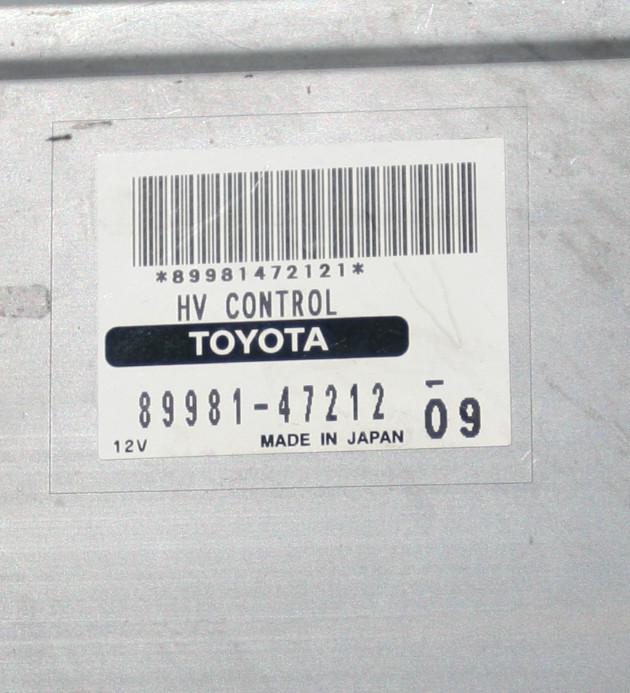 *89981472121*
HV CONTROL
TOYOTA
89981-47212
09
12V
MADE IN JAPAN